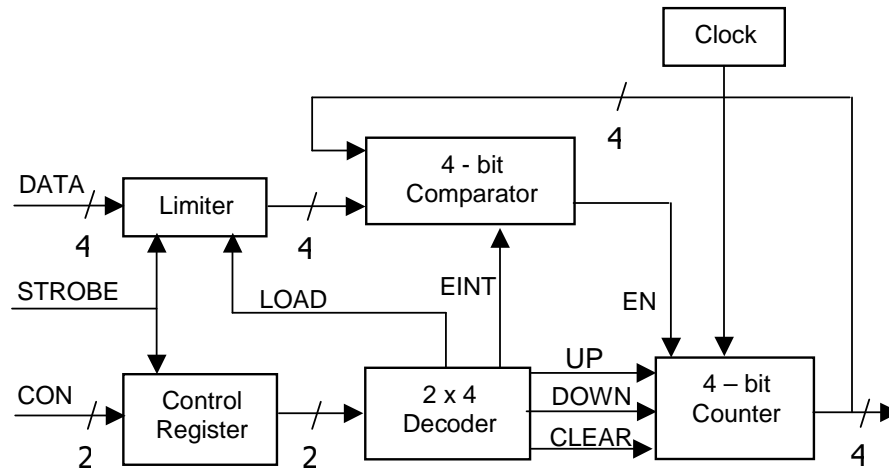 Clock
4
4 - bit
Comparator
DATA
Limiter
4
4
STROBE
LOAD
EINT
EN
UP
CON
Control
Register
2 x 4
Decoder
DOWN
4 – bit
Counter
CLEAR
2
2
4